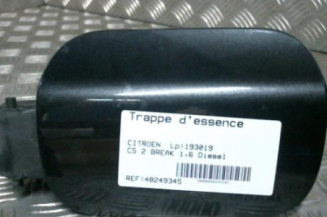 Trappe d'essence
CITROEN Lp:193019
C5 2 BREAK 1.6 Diesel
REF:40249345